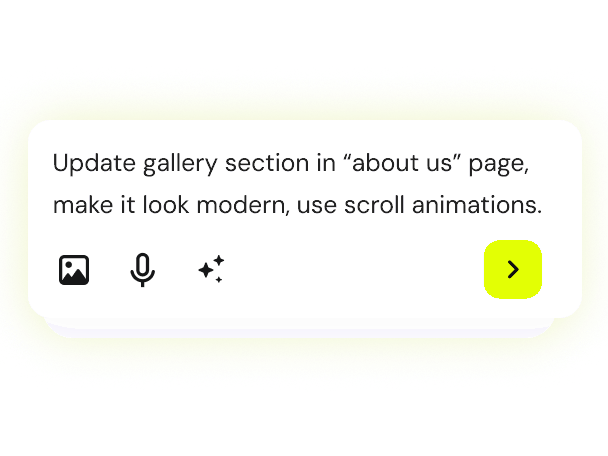 Update gallery section in “about us” page,
make it look modern, use scroll animations.